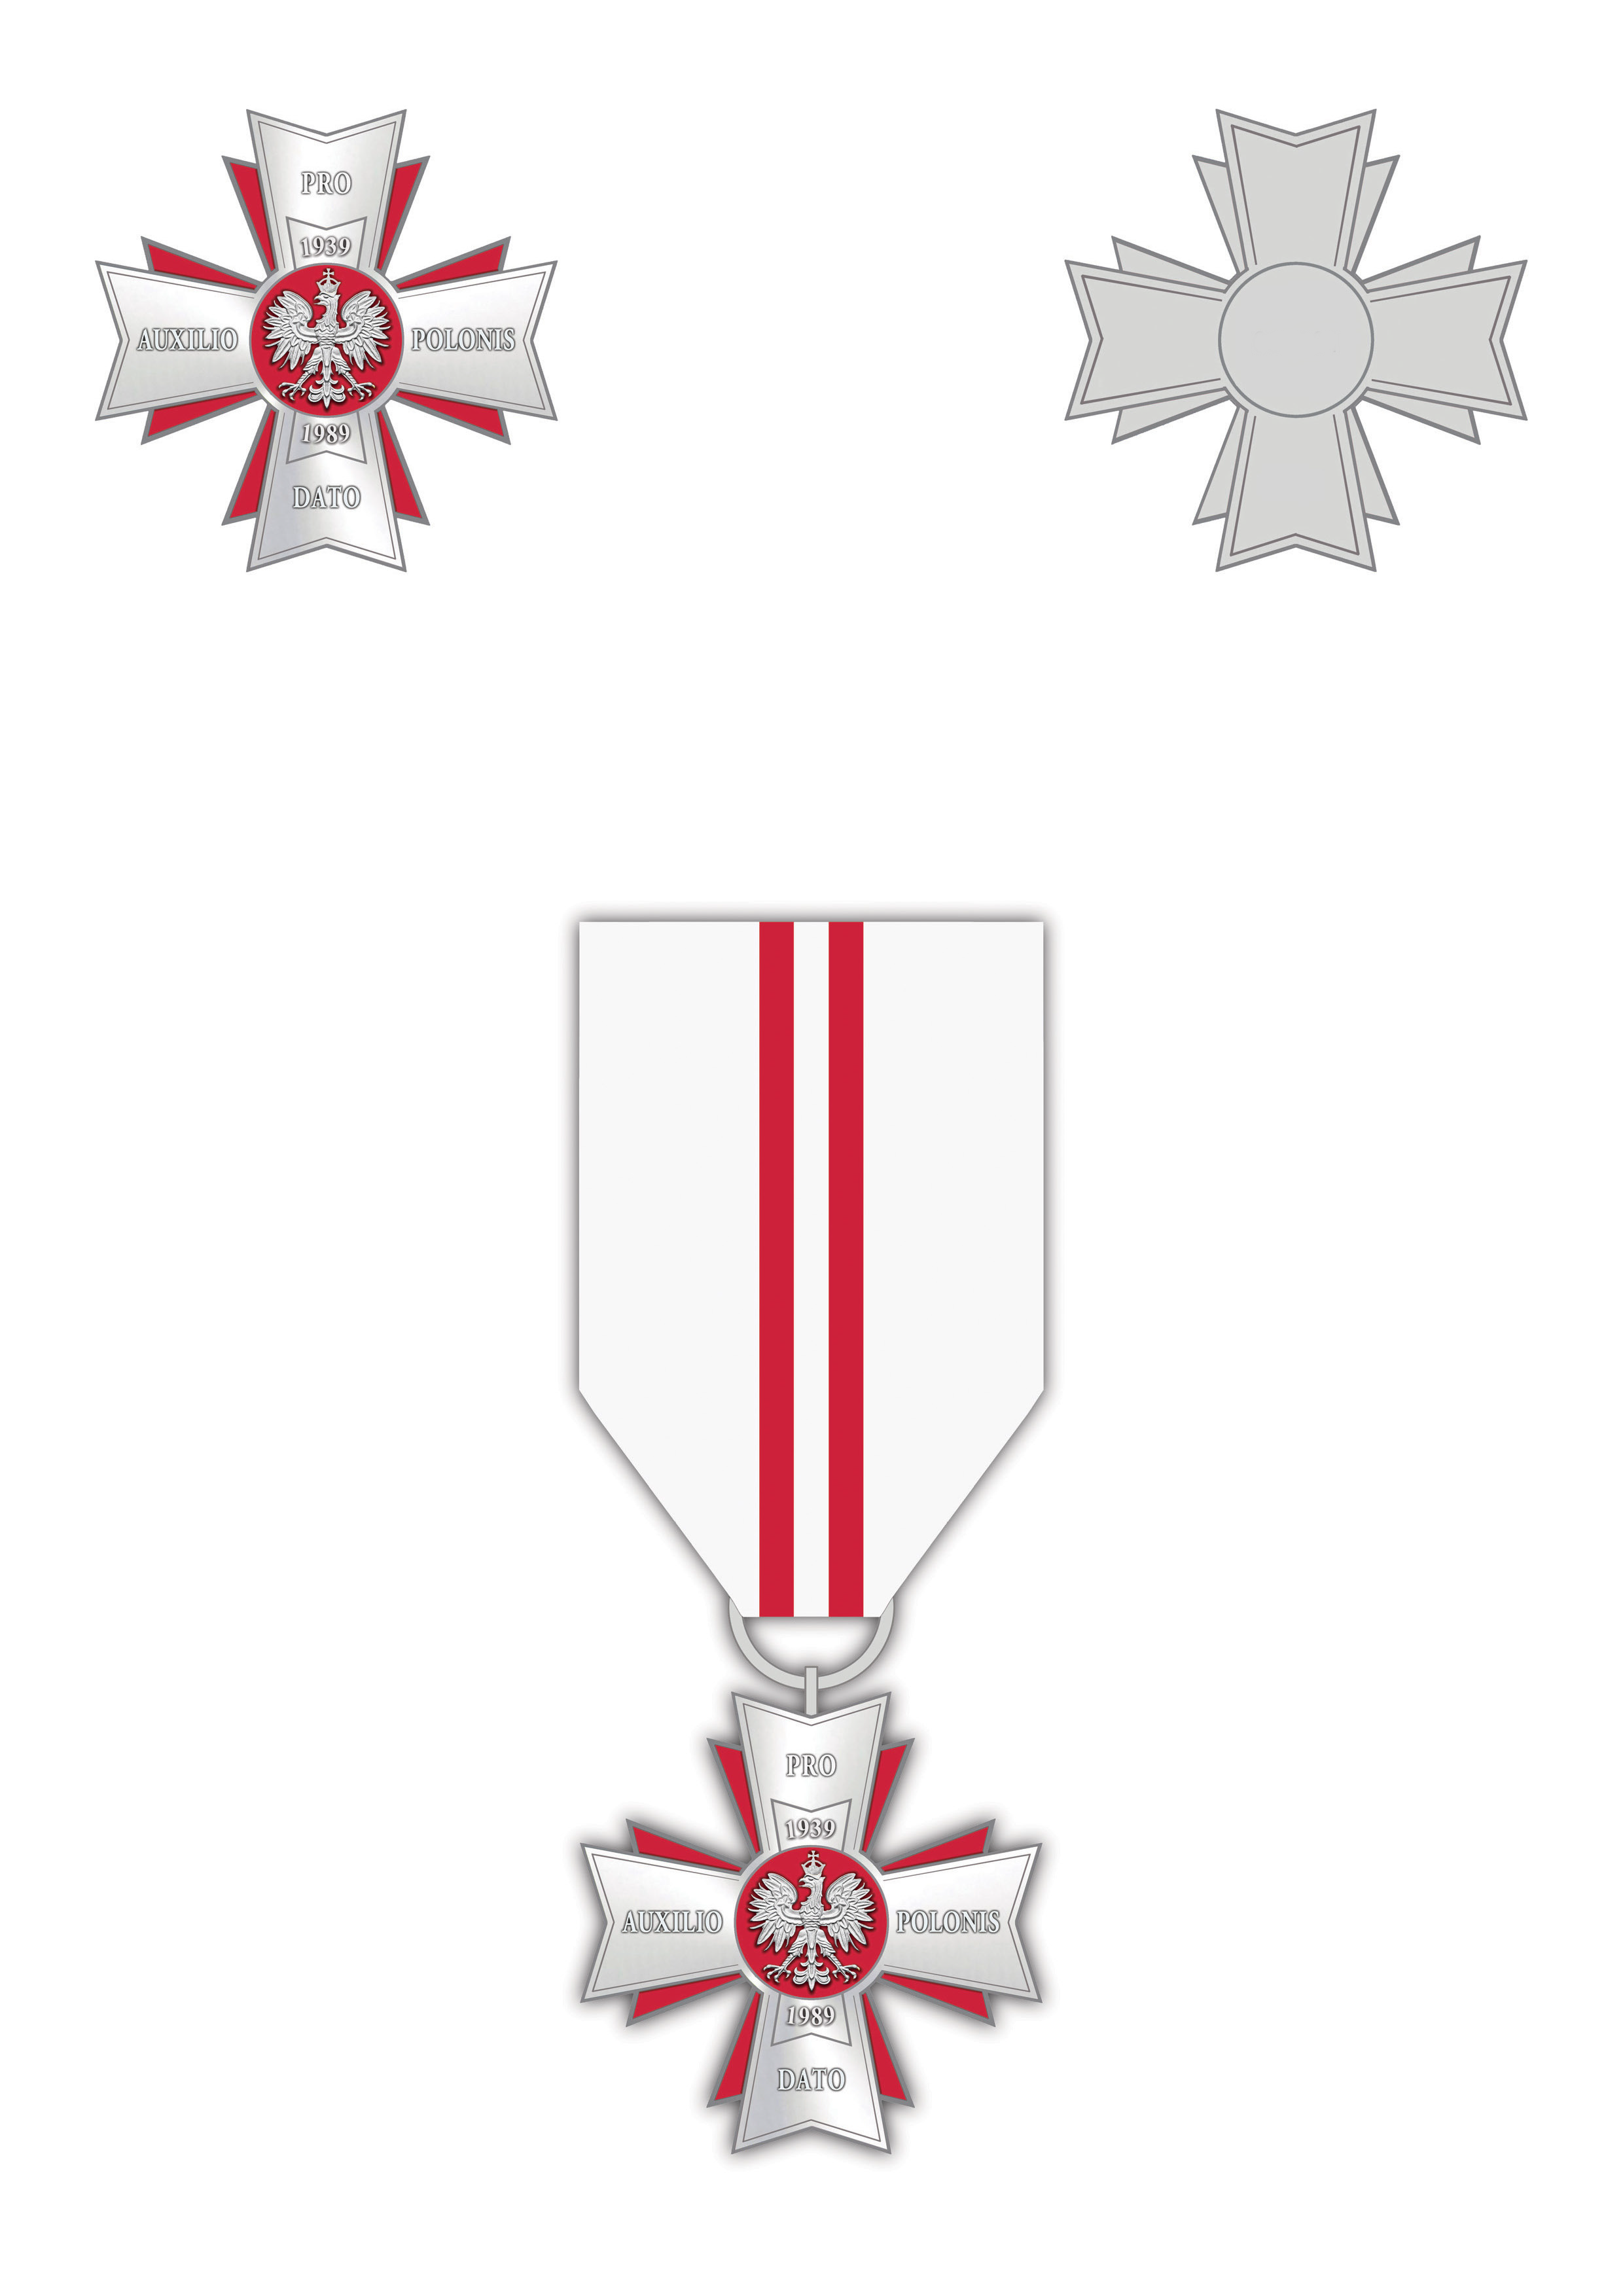 PRO
1939
AUXILIO POLONIS
1989
DATO
PRO
1939
AUXILIO POLONIS
1989
DATO